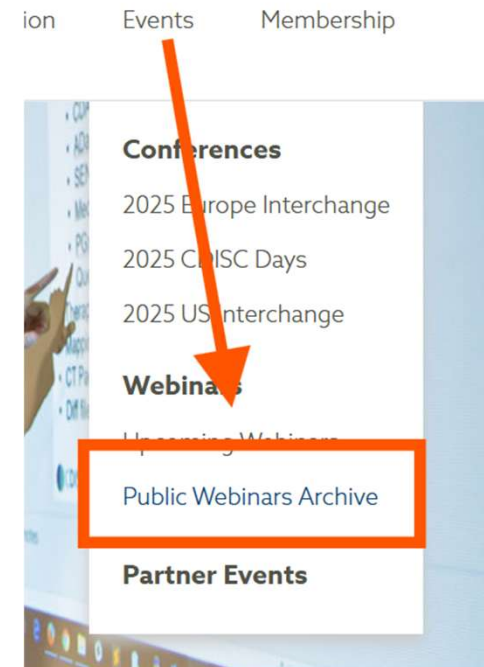 ion Events Membership
Conferences
2025 Europe Interchange
2025 CDISC Days
2025 US Interchange
Webinars
Upcoming Webinars
Public Webinars Archive
Partner Events